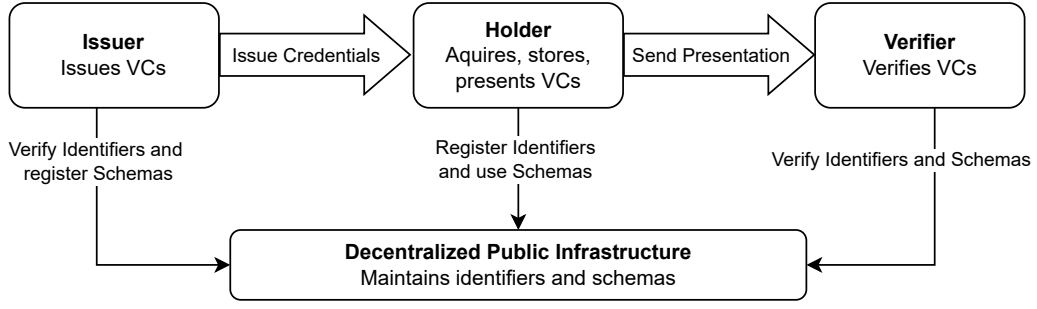 Issuer
Issues VCs
Issue Credentials
Holder
Aquires, stores,
presents VCs
Send Presentation
Verifier
Verifies VCs
Verify Identifiers and
register Schemas
Register Identifiers
and use Schemas
Verify Identifiers and Schemas
Decentralized Public Infrastructure
Maintains identifiers and schemas